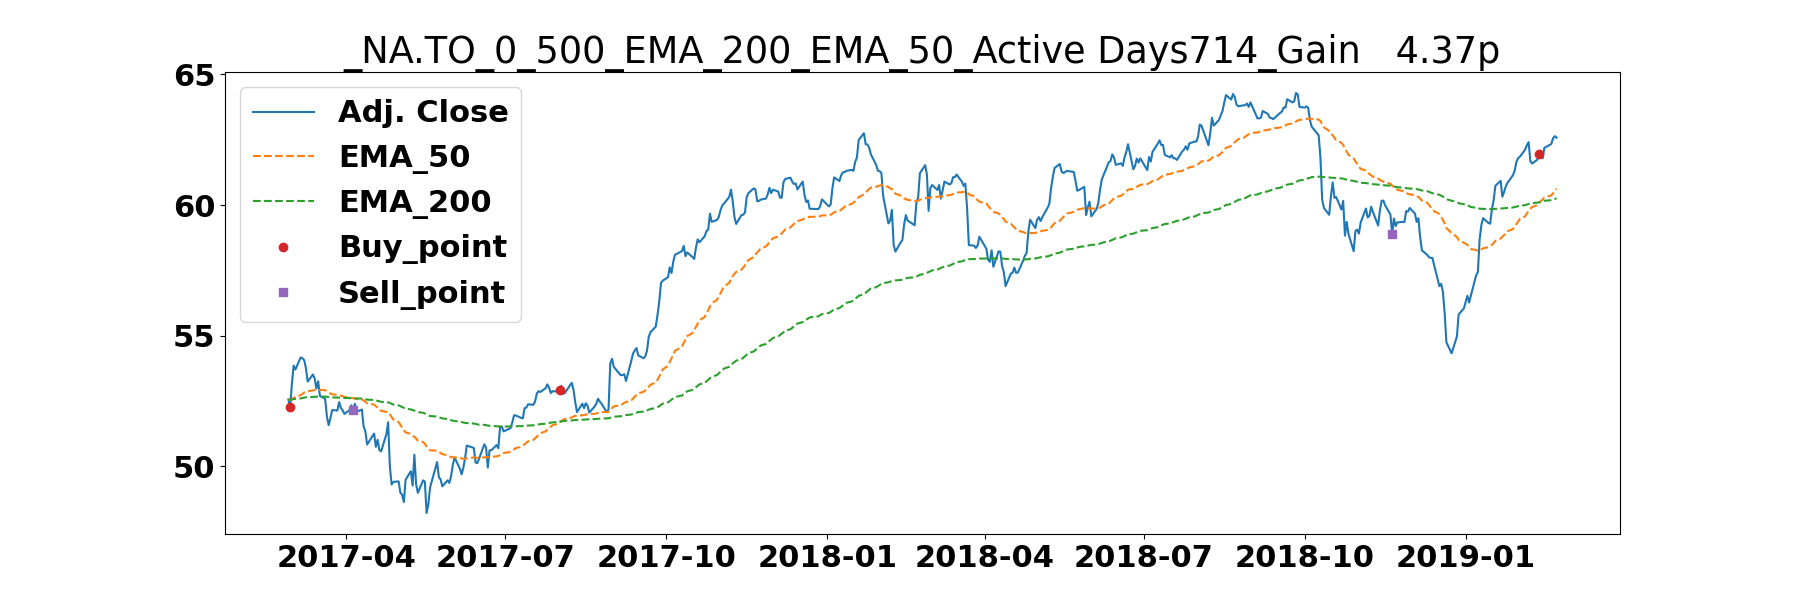 _NA.TO_0_500_EMA_200_EMA_50_Active Days714_Gain   4.37p
65
60
55
50
Adj. Close
EMA_50
EMA_200
Buy_point
Sell_point
2017-04 2017-07 2017-10 2018-01 2018-04 2018-07 2018-10 2019-01